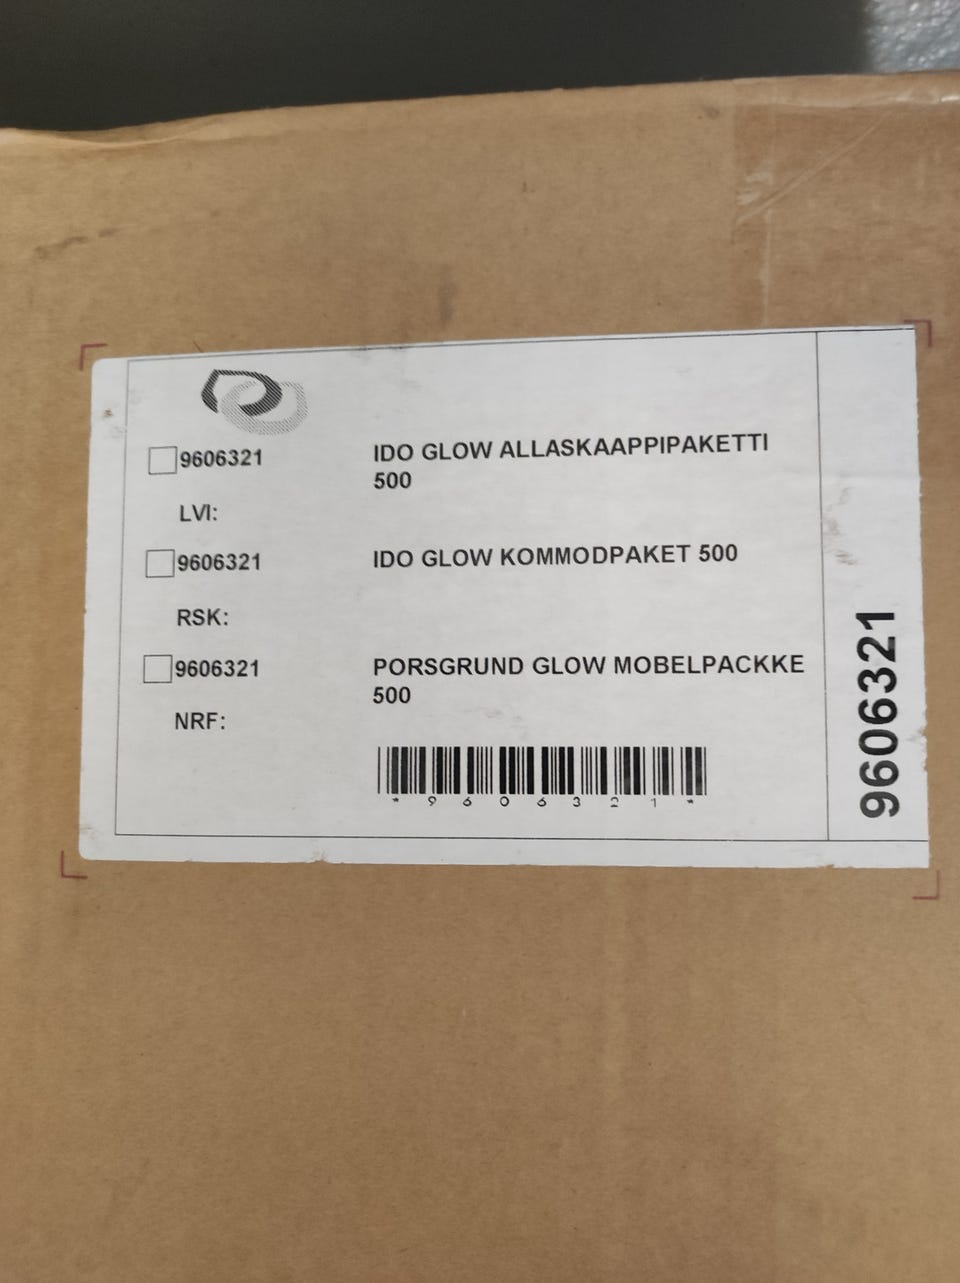 9606321 IDO GLOW ALLASKAAPPIPAKETTI
500
LVI:
9606321 IDO GLOW KOMMODPAKET 500
RSK:
9606321 PORSGRUND GLOW MOBELPACKKE
500
NRF:
*9606321*
9606321